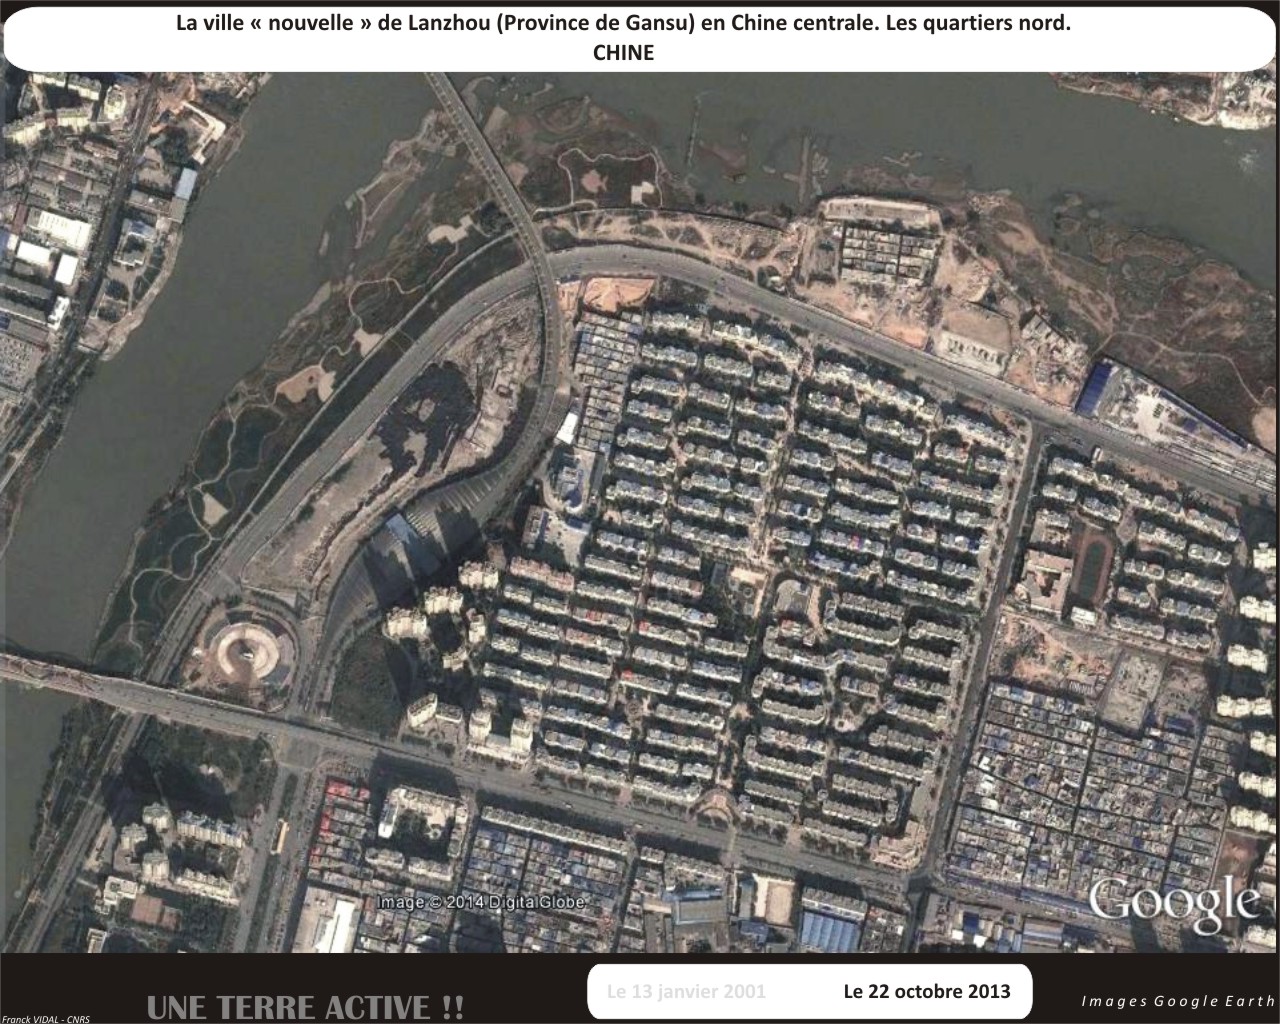 La ville « nouvelle » de Lanzhou (Province de Gansu) en Chine centrale. Les quartiers nord.
CHINE
Image © 2014 DigitalGlobe
Google
Le 13 janvier 2001
Le 22 octobre 2013
UNE TERRE ACTIVE !!
Images Google Earth
Franck VIDAL - CNRS